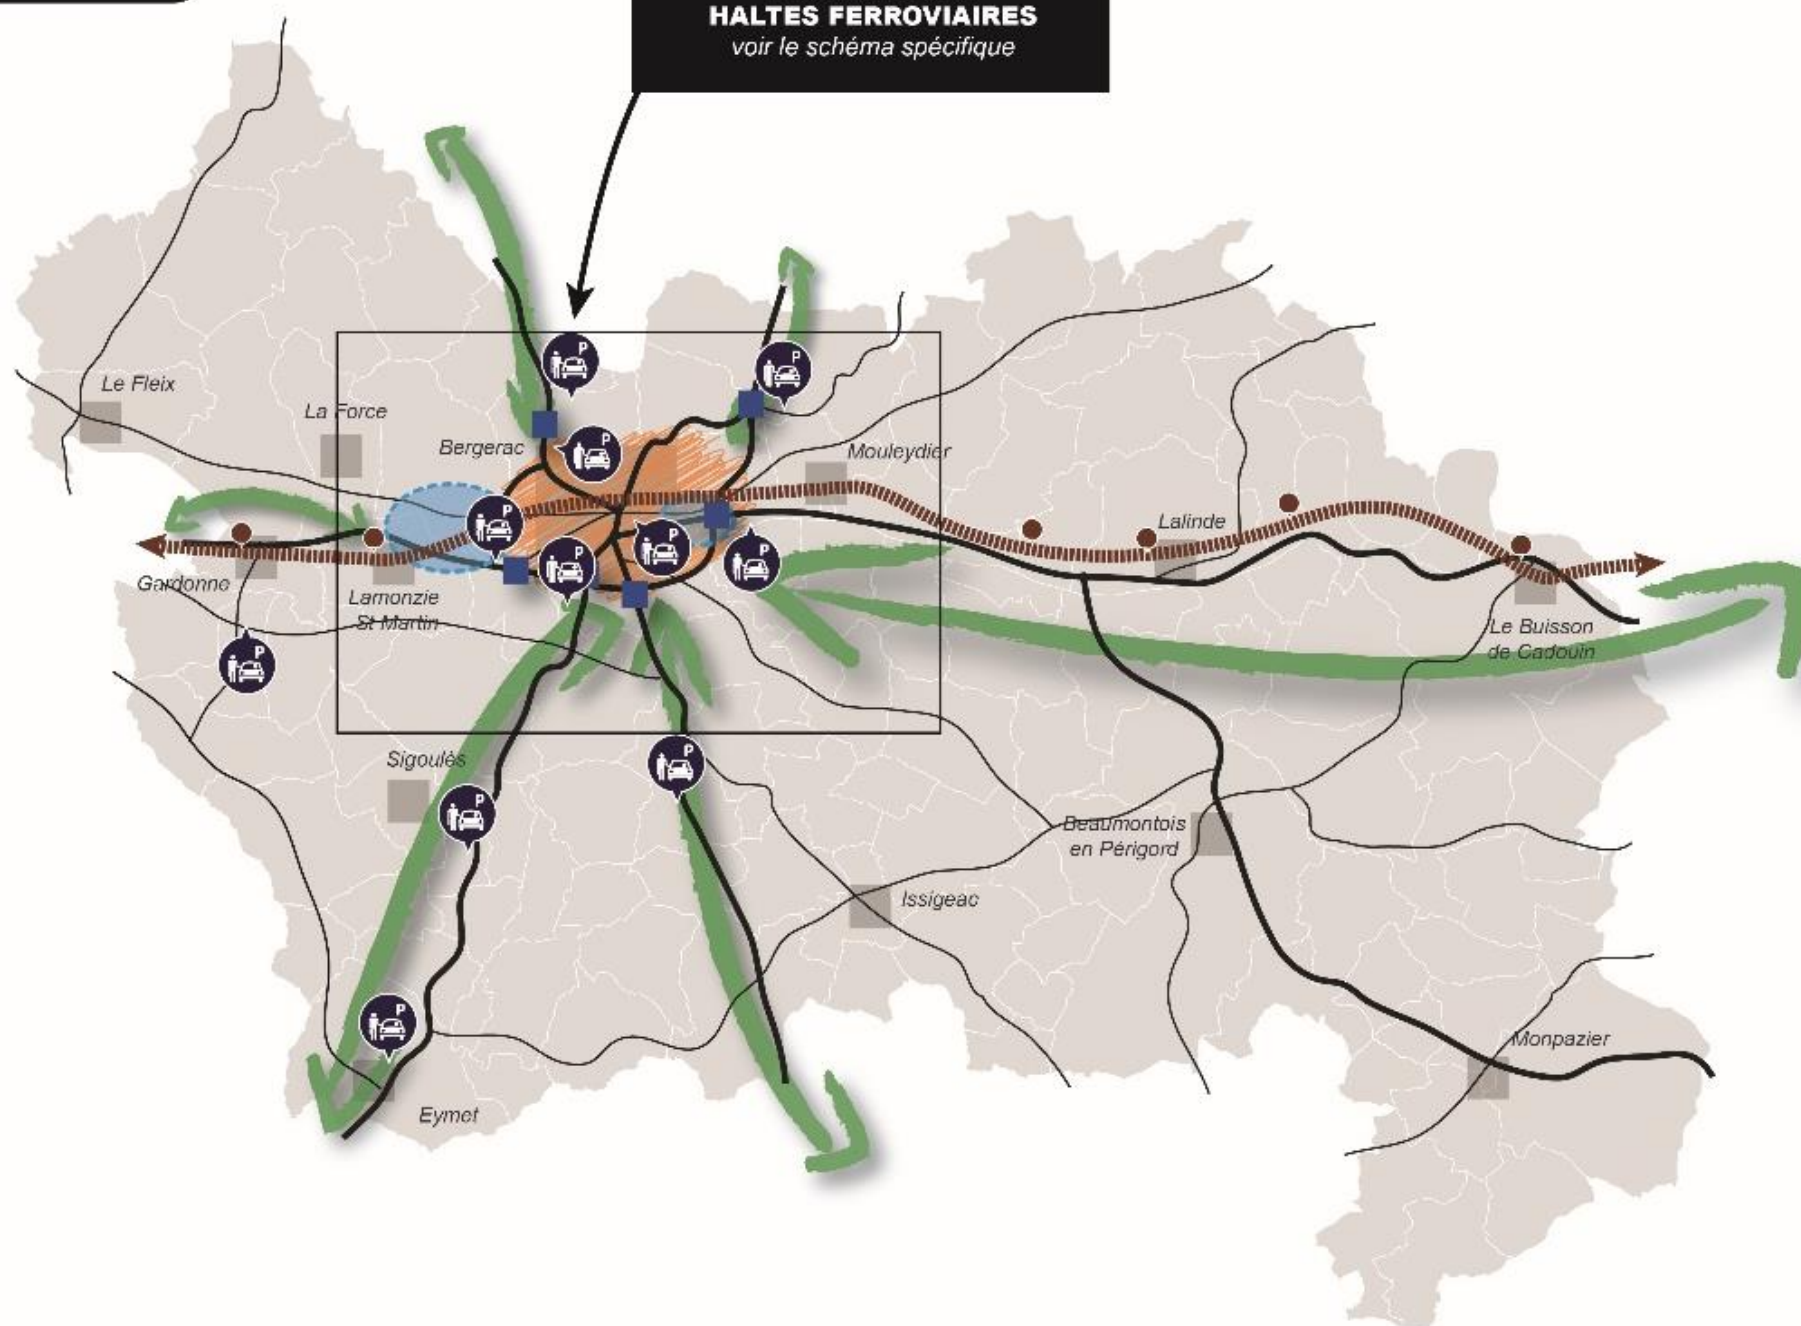 HALTES FERROVIAIRES
voir le schéma spécifique
Le Fleix
La Force
Bergerac
Mouleydier
Lalinde
Gardonne
Lamonzie
St Martin
Le Buisson
de Cadouin
Sigoulès
Beaumontois
en Périgord
Issigeac
Monpazier
Eymet
P
P
P
P
P
P
P
P
P
P
P